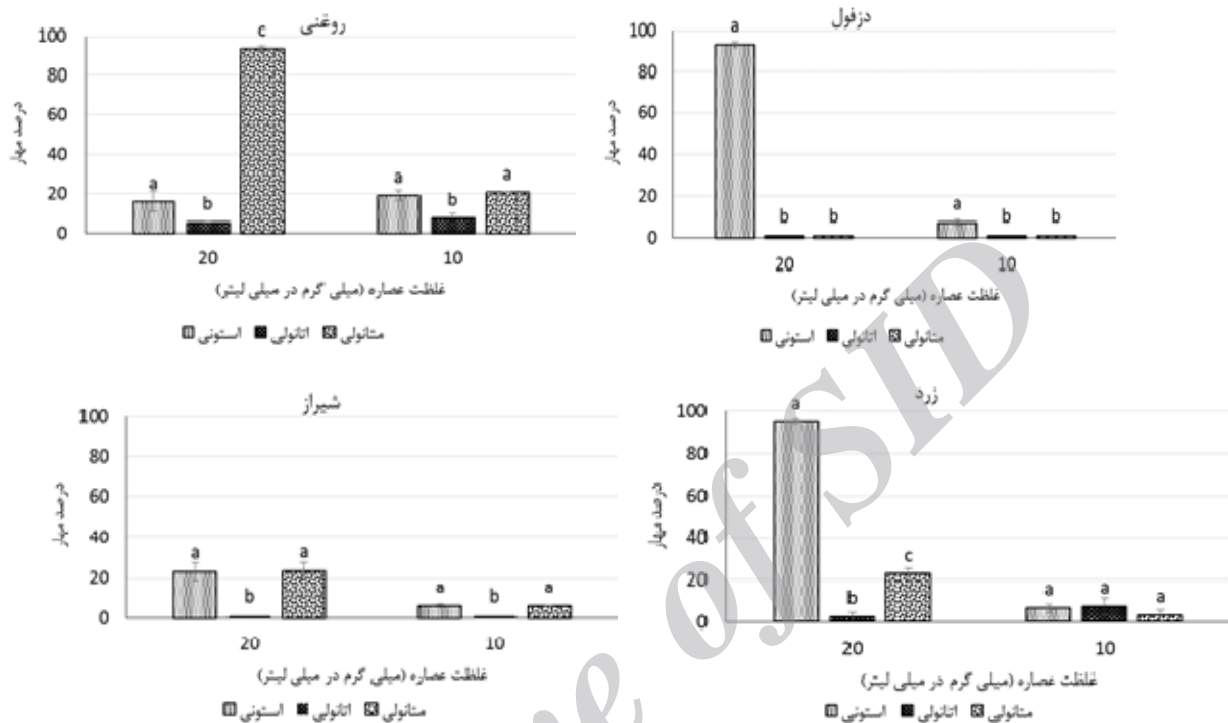 روغنی
c
100
80
60
40
20
0
درصد مهار
a
b
a
b
a
20
10
غلظت عصاره (میلی گرم در میلی لیتر)
استونی
اتانولی
متانولی
دزفول
a
100
80
60
40
20
0
درصد مهار
b
b
a
b
b
20
10
غلظت عصاره (میلی گرم در میلی لیتر)
استونی
اتانولی
متانولی
شیراز
100
80
60
40
20
0
درصد مهار
a
b
a
a
b
a
20
10
غلظت عصاره (میلی گرم در میلی لیتر)
استونی
اتانولی
متانولی
زرد
a
100
80
60
40
20
0
درصد مهار
b
c
a
a
a
20
10
غلظت عصاره (میلی گرم در میلی لیتر)
استونی
اتانولی
متانولی
of SID